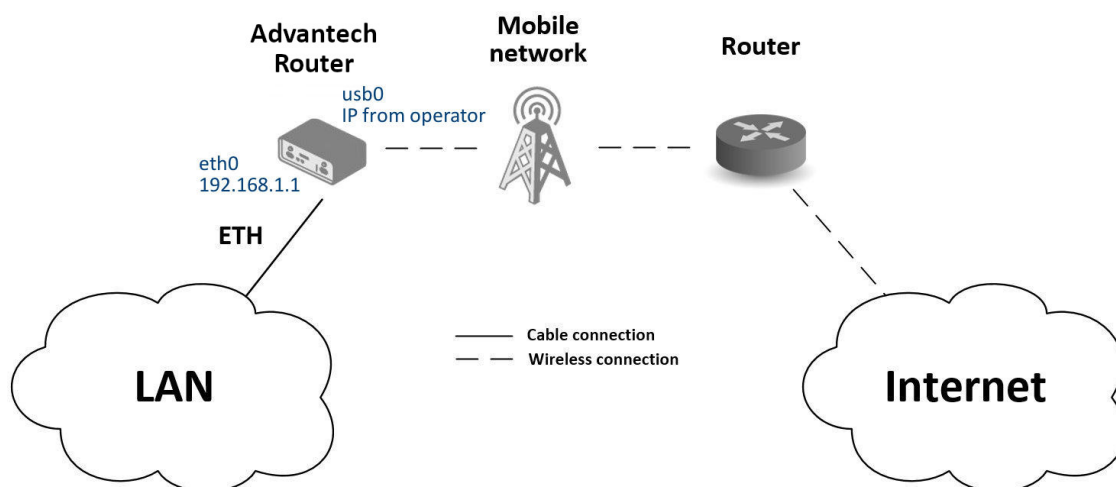 Advantech
Router
Mobile
network
Router
usb0
IP from operator
eth0
192.168.1.1
ETH
Cable connection
Wireless connection
LAN
Internet